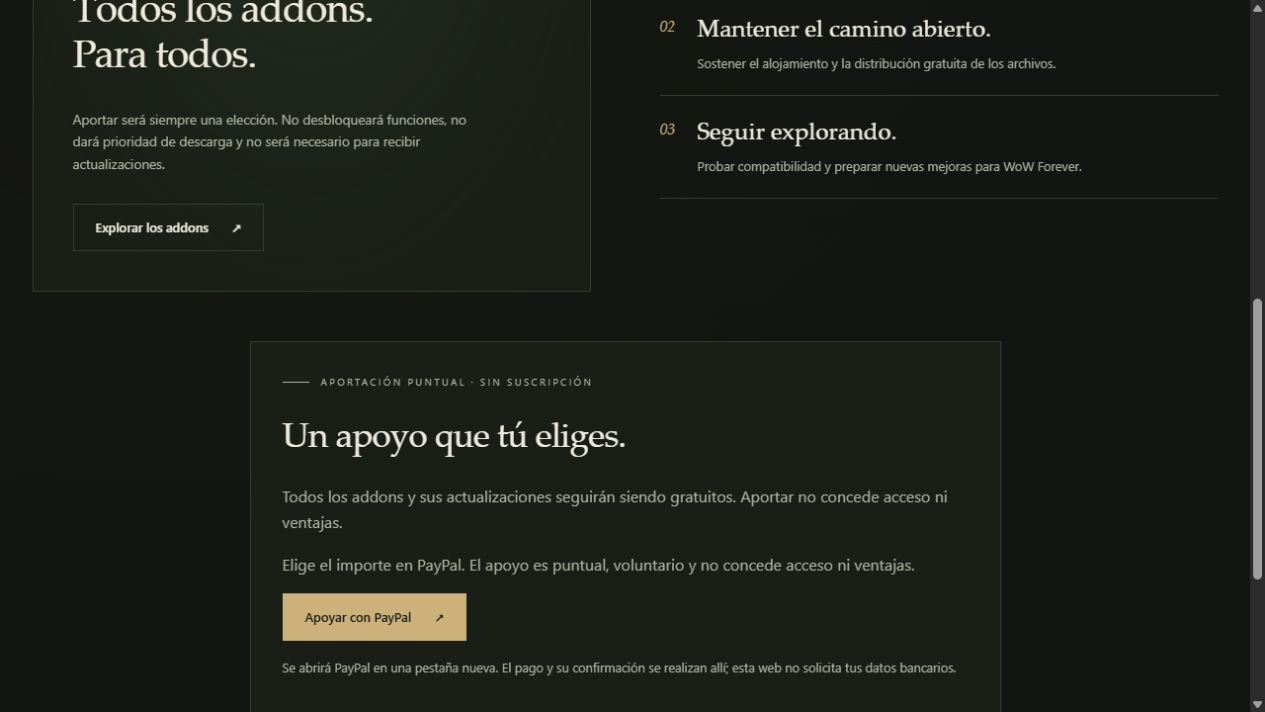 Todos los addons.
Para todos.
Aportar será siempre una elección. No desbloqueará funciones, no
dará prioridad de descarga y no será necesario para recibir
actualizaciones.
Explorar los addons ↗
02 Mantener el camino abierto.
Sostener el alojamiento y la distribución gratuita de los archivos.
03 Seguir explorando.
Probar compatibilidad y preparar nuevas mejoras para WoW Forever.
APORTACIÓN PUNTUAL · SIN SUSCRIPCIÓN
Un apoyo que tú eliges.
Todos los addons y sus actualizaciones seguirán siendo gratuitos. Aportar no concede acceso ni
ventajas.
Elige el importe en PayPal. El apoyo es puntual, voluntario y no concede acceso ni ventajas.
Apoyar con PayPal ↗
Se abrirá PayPal en una pestaña nueva. El pago y su confirmación se realizan allí; esta web no solicita tus datos bancarios.